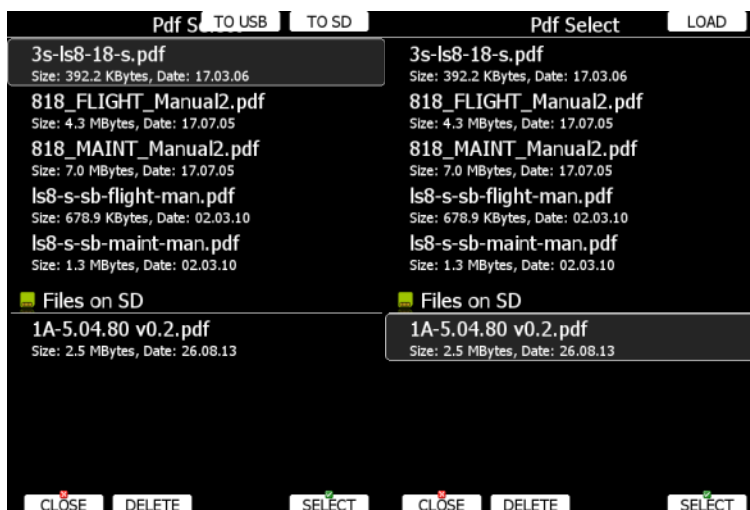 Pdf Select
TO USB
TO SD
3s-ls8-18-s.pdf
Size: 392.2 KBytes, Date: 17.03.06
818_FLIGHT_Manual2.pdf
Size: 4.3 MBytes, Date: 17.07.05
818_MAINT_Manual2.pdf
Size: 7.0 MBytes, Date: 17.07.05
ls8-s-sb-flight-man.pdf
Size: 678.9 KBytes, Date: 02.03.10
ls8-s-sb-maint-man.pdf
Size: 1.3 MBytes, Date: 02.03.10
Files on SD
1A-5.04.80 v0.2.pdf
Size: 2.5 MBytes, Date: 26.08.13
CLOSE
DELETE
SELECT
Pdf Select
LOAD
3s-ls8-18-s.pdf
Size: 392.2 KBytes, Date: 17.03.06
818_FLIGHT_Manual2.pdf
Size: 4.3 MBytes, Date: 17.07.05
818_MAINT_Manual2.pdf
Size: 7.0 MBytes, Date: 17.07.05
ls8-s-sb-flight-man.pdf
Size: 678.9 KBytes, Date: 02.03.10
ls8-s-sb-maint-man.pdf
Size: 1.3 MBytes, Date: 02.03.10
Files on SD
1A-5.04.80 v0.2.pdf
Size: 2.5 MBytes, Date: 26.08.13
CLOSE
DELETE
SELECT